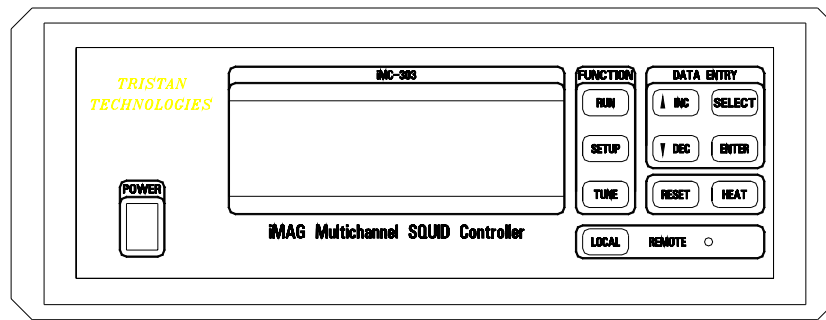 TRISTAN
TECHNOLOGIES
iMC-303
FUNCTION
DATA ENTRY
RUN
INC
SELECT
SETUP
DEC
ENTER
POWER
TUNE
RESET
HEAT
iMAG Multichannel SQUID Controller
LOCAL
REMOTE